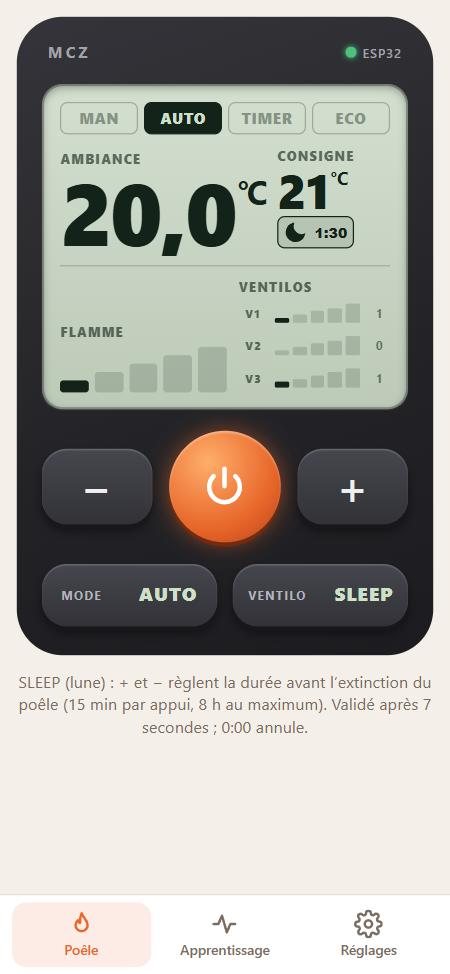 MCZ
ESP32
MAN AUTO TIMER ECO
AMBIANCE
20,0°C
CONSIGNE
21°C
1:30
FLAMME
VENTILOS
V1 1
V2 0
V3 1
−
+
MODE AUTO
VENTILO SLEEP
SLEEP (lune) : + et − règlent la durée avant l'extinction du
poêle (15 min par appui, 8 h au maximum). Validé après 7
secondes ; 0:00 annule.
Poêle
Apprentissage
Réglages